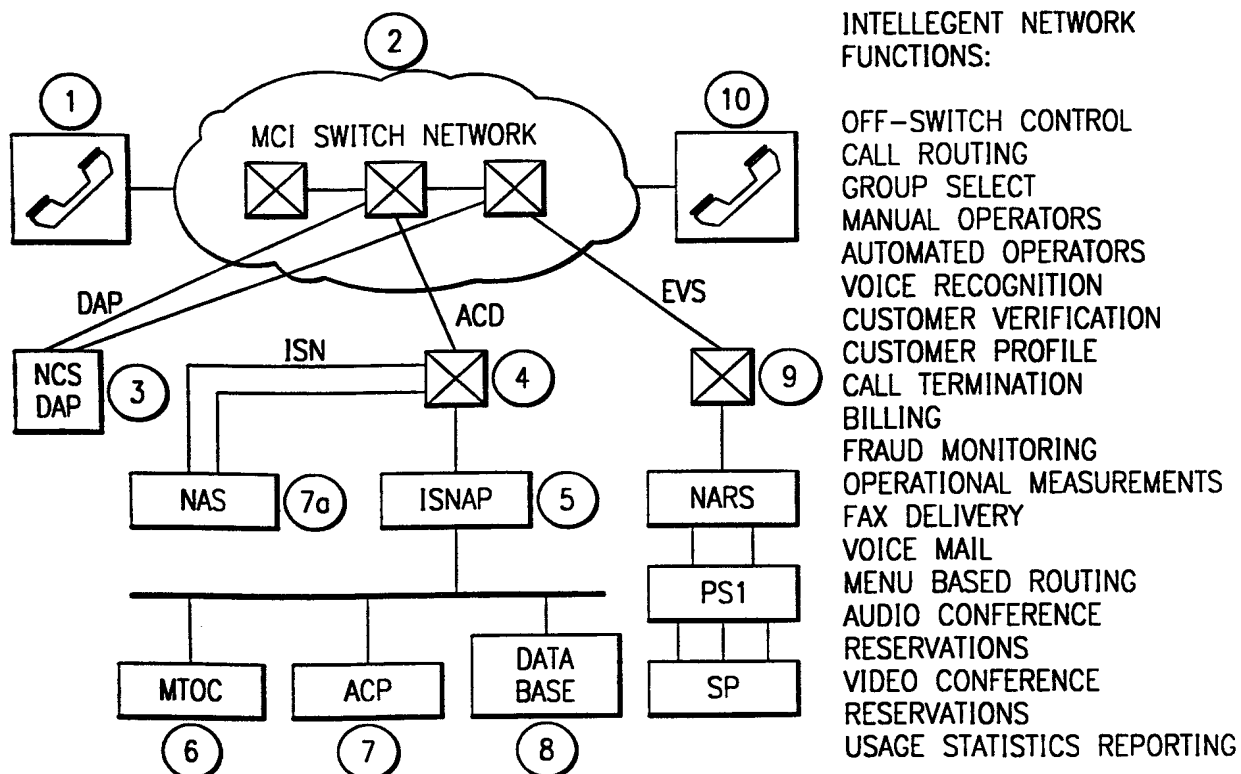 INTELLEGENT NETWORK
FUNCTIONS:
OFF-SWITCH CONTROL
CALL ROUTING
GROUP SELECT
MANUAL OPERATORS
AUTOMATED OPERATORS
VOICE RECOGNITION
CUSTOMER VERIFICATION
CUSTOMER PROFILE
CALL TERMINATION
BILLING
FRAUD MONITORING
OPERATIONAL MEASUREMENTS
FAX DELIVERY
VOICE MAIL
MENU BASED ROUTING
AUDIO CONFERENCE
RESERVATIONS
VIDEO CONFERENCE
RESERVATIONS
USAGE STATISTICS REPORTING
2
1
10
MCI SWITCH NETWORK
DAP
ACD
EVS
ISN
NCS
DAP
3
4
9
NAS
7a
ISNAP
5
NARS
PS1
MTOC
ACP
DATA
BASE
SP
6
7
8